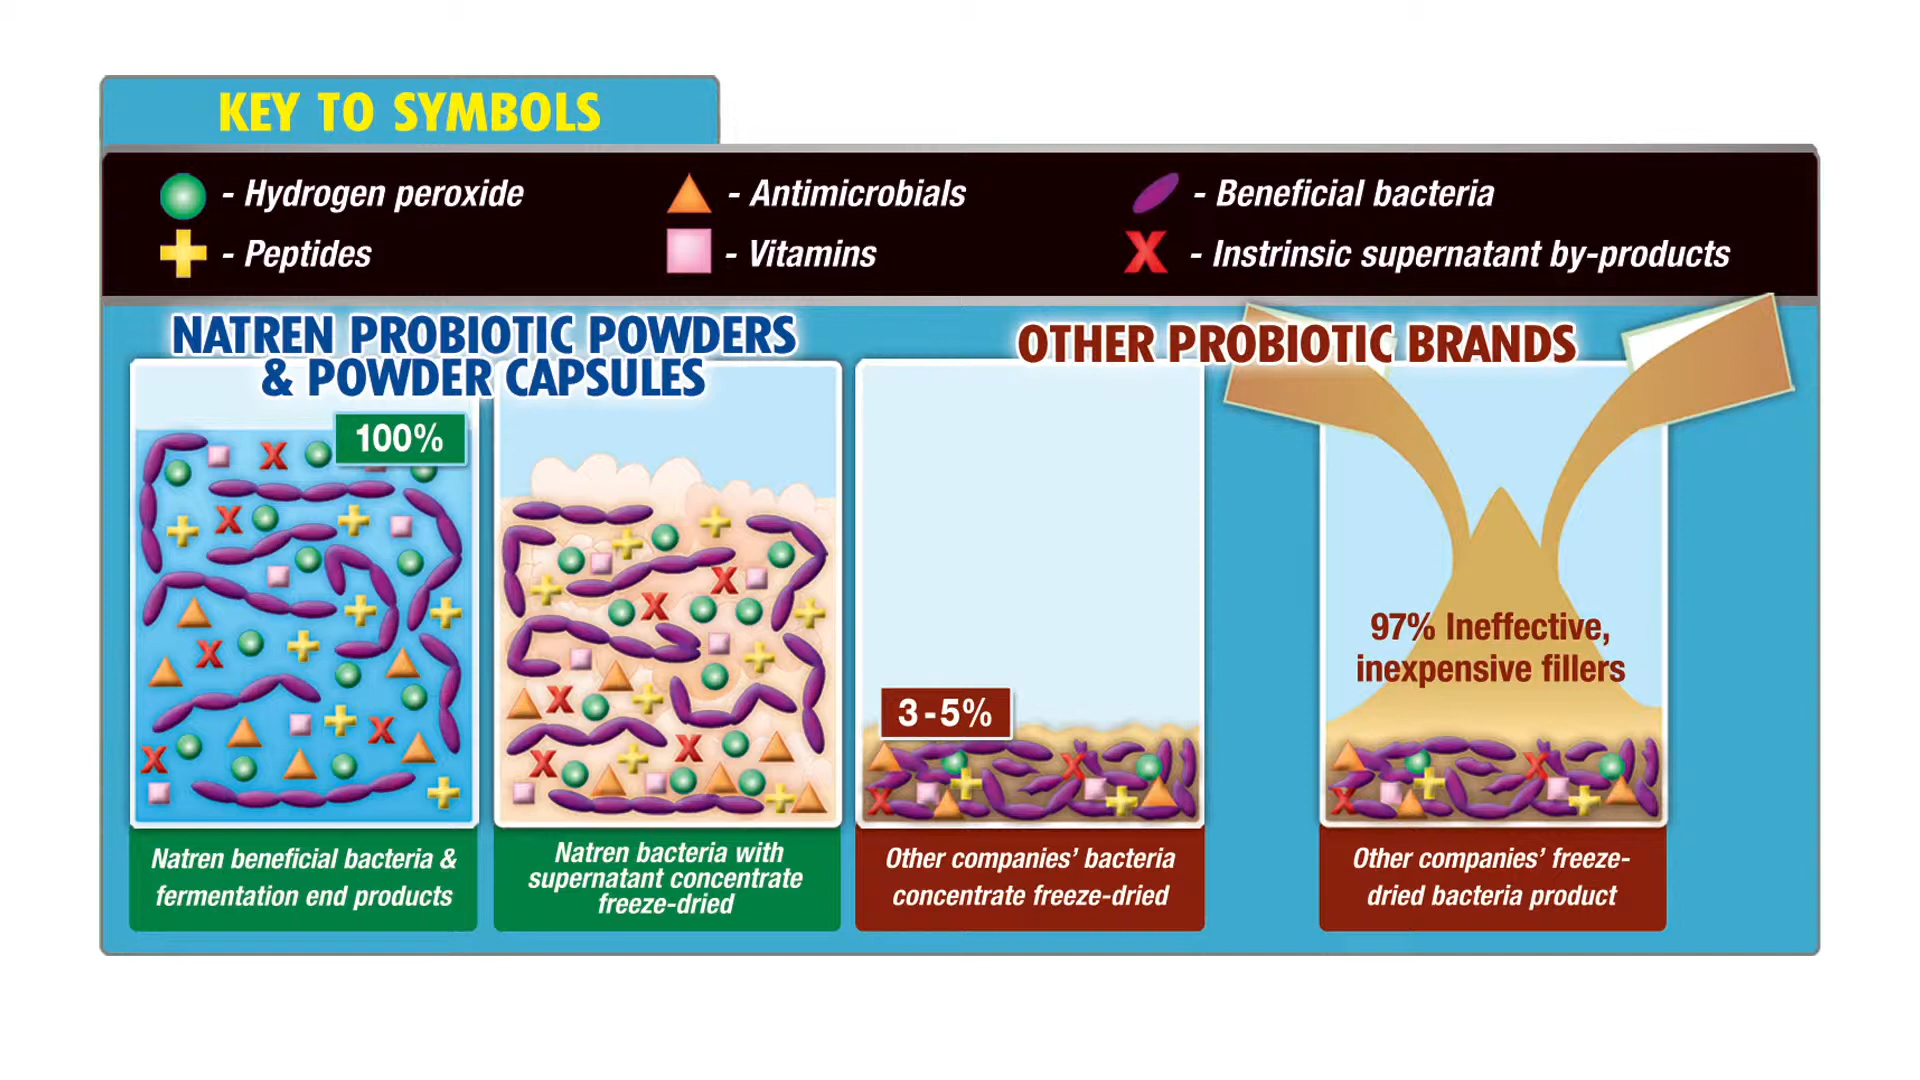 KEY TO SYMBOLS
- Hydrogen peroxide
- Antimicrobials
- Beneficial bacteria
- Peptides
- Vitamins
X - Instrinsic supernatant by-products
NATREN PROBIOTIC POWDERS
& POWDER CAPSULES
OTHER PROBIOTIC BRANDS
100%
3-5%
97% Ineffective,
inexpensive fillers
Natren beneficial bacteria &
fermentation end products
Natren bacteria with
supernatant concentrate
freeze-dried
Other companies' bacteria
concentrate freeze-dried
Other companies' freeze-
dried bacteria product